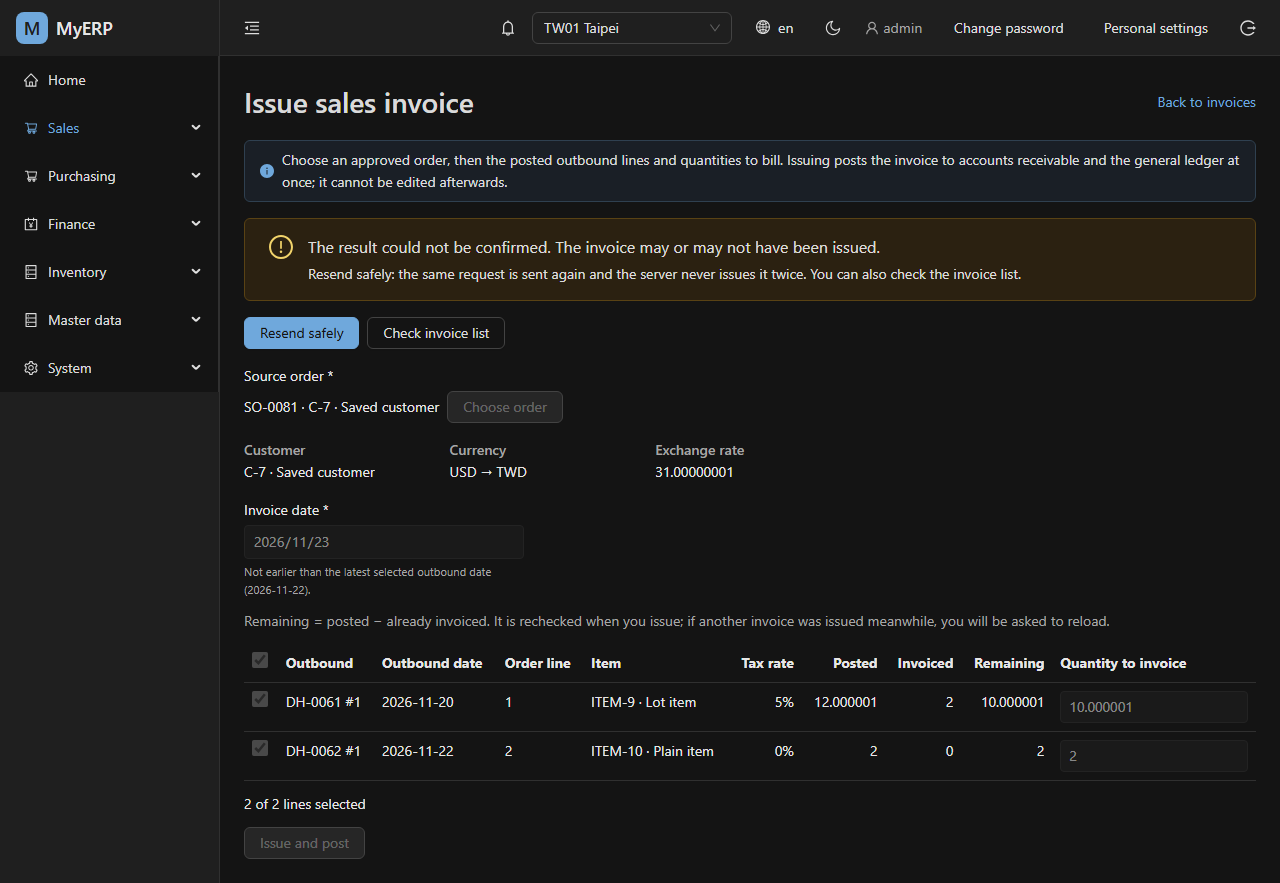 M MyERP
TW01 Taipei
en
admin
Change password
Personal settings
Home
Sales
Purchasing
Finance
Inventory
Master data
System
Issue sales invoice
Back to invoices
Choose an approved order, then the posted outbound lines and quantities to bill. Issuing posts the invoice to accounts receivable and the general ledger at
once; it cannot be edited afterwards.
The result could not be confirmed. The invoice may or may not have been issued.
Resend safely: the same request is sent again and the server never issues it twice. You can also check the invoice list.
Resend safely
Check invoice list
Source order *
SO-0081 · C-7 · Saved customer
Choose order
Customer Currency Exchange rate
C-7 · Saved customer USD → TWD 31.00000001
Invoice date *
2026/11/23
Not earlier than the latest selected outbound date
(2026-11-22).
Remaining = posted − already invoiced. It is rechecked when you issue; if another invoice was issued meanwhile, you will be asked to reload.
Outbound Outbound date Order line Item Tax rate Posted Invoiced Remaining Quantity to invoice
DH-0061 #1 2026-11-20 1 ITEM-9 · Lot item 5% 12.000001 2 10.000001 10.000001
DH-0062 #1 2026-11-22 2 ITEM-10 · Plain item 0% 2 0 2 2
2 of 2 lines selected
Issue and post